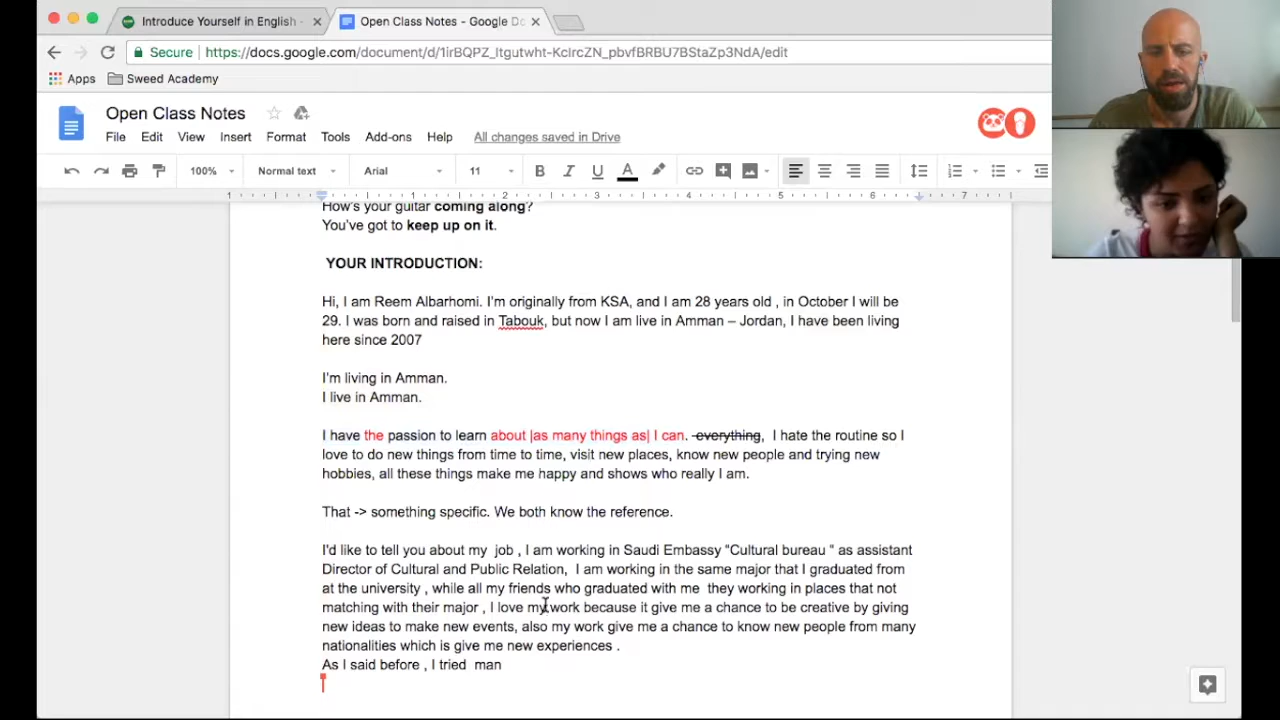 Introduce Yourself in English -
Open Class Notes - Google Do
Secure
https://docs.google.com/document/d/1irBQPZ_ltgutwht-KcIrcZN_pbvfBRBU7BStaZp3NdA/edit
Apps
Sweed Academy
Open Class Notes
File Edit View Insert Format Tools Add-ons Help All changes saved in Drive
100% Normal text Arial 11 B I U A
1 1 2 3 4 5 6 7
How's your guitar coming along?
You've got to keep up on it.
YOUR INTRODUCTION:
Hi, I am Reem Albarhomi. I'm originally from KSA, and I am 28 years old , in October I will be
29. I was born and raised in Tabouk, but now I am live in Amman – Jordan, I have been living
here since 2007
I'm living in Amman.
I live in Amman.
I have the passion to learn about |as many things as| I can. everything, I hate the routine so I
love to do new things from time to time, visit new places, know new people and trying new
hobbies, all these things make me happy and shows who really I am.
That -> something specific. We both know the reference.
I'd like to tell you about my job , I am working in Saudi Embassy "Cultural bureau " as assistant
Director of Cultural and Public Relation, I am working in the same major that I graduated from
at the university , while all my friends who graduated with me they working in places that not
matching with their major , I love my work because it give me a chance to be creative by giving
new ideas to make new events, also my work give me a chance to know new people from many
nationalities which is give me new experiences .
As I said before , I tried man